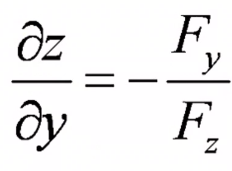 ∂z/∂y = −F_y/F_z